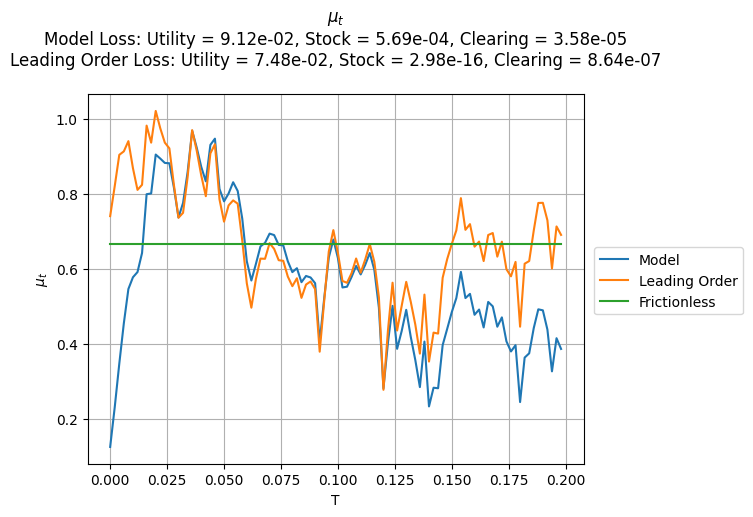 μₜ
Model Loss: Utility = 9.12e-02, Stock = 5.69e-04, Clearing = 3.58e-05
Leading Order Loss: Utility = 7.48e-02, Stock = 2.98e-16, Clearing = 8.64e-07
1.0
0.8
0.6
0.4
0.2
μₜ
0.000
0.025
0.050
0.075
0.100
0.125
0.150
0.175
0.200
T
Model
Leading Order
Frictionless